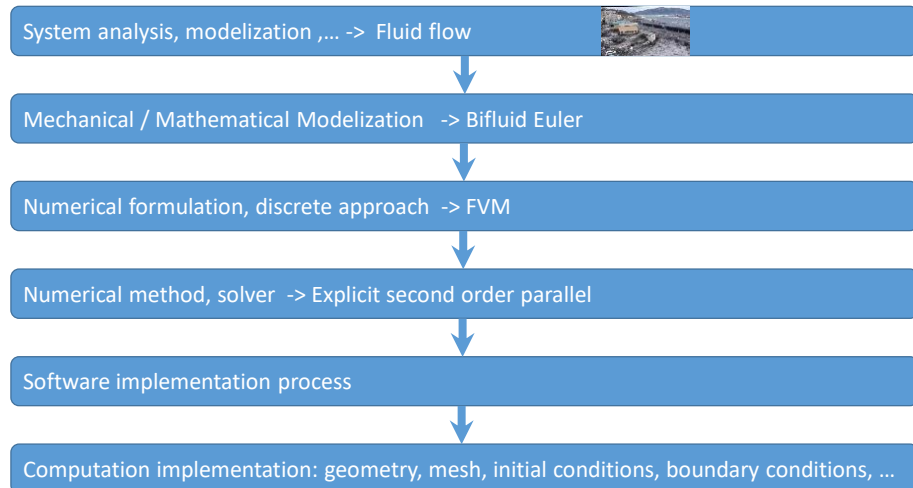 System analysis, modelization ,... -> Fluid flow
Mechanical / Mathematical Modelization -> Bifluid Euler
Numerical formulation, discrete approach -> FVM
Numerical method, solver -> Explicit second order parallel
Software implementation process
Computation implementation: geometry, mesh, initial conditions, boundary conditions, ...